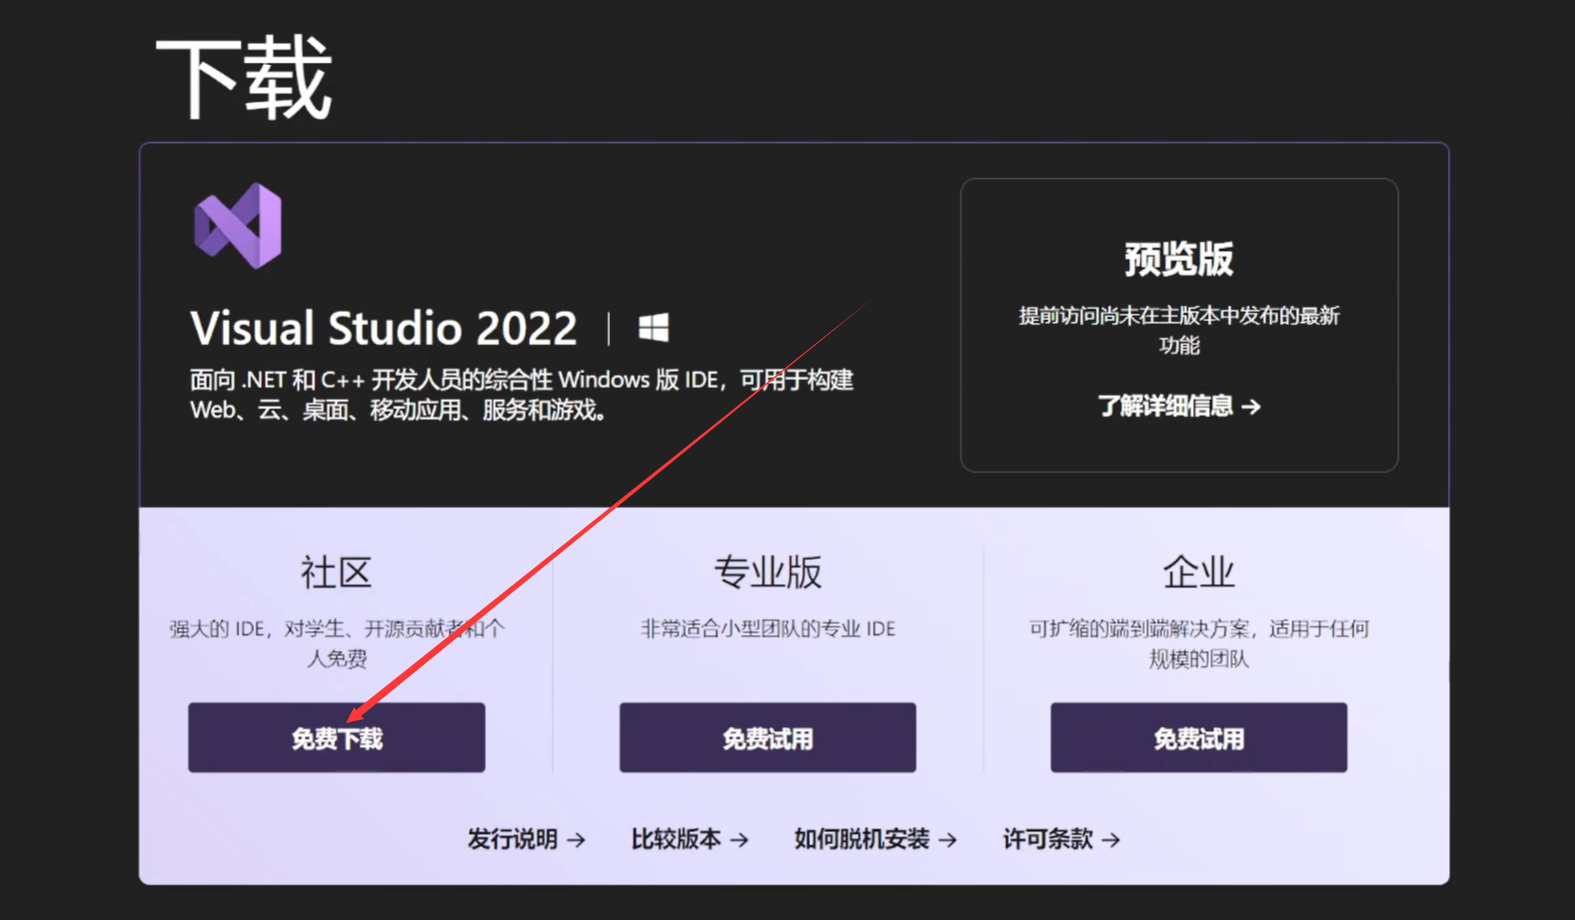 下载
Visual Studio 2022
面向 .NET 和 C++ 开发人员的综合性 Windows 版 IDE，可用于构建
Web、云、桌面、移动应用、服务和游戏。
预览版
提前访问尚未在主版本中发布的最新
功能
了解详细信息 →
社区
强大的 IDE，对学生、开源贡献者和个
人免费
免费下载
专业版
非常适合小型团队的专业 IDE
免费试用
企业
可扩缩的端到端解决方案，适用于任何
规模的团队
免费试用
发行说明 → 比较版本 → 如何脱机安装 → 许可条款 →